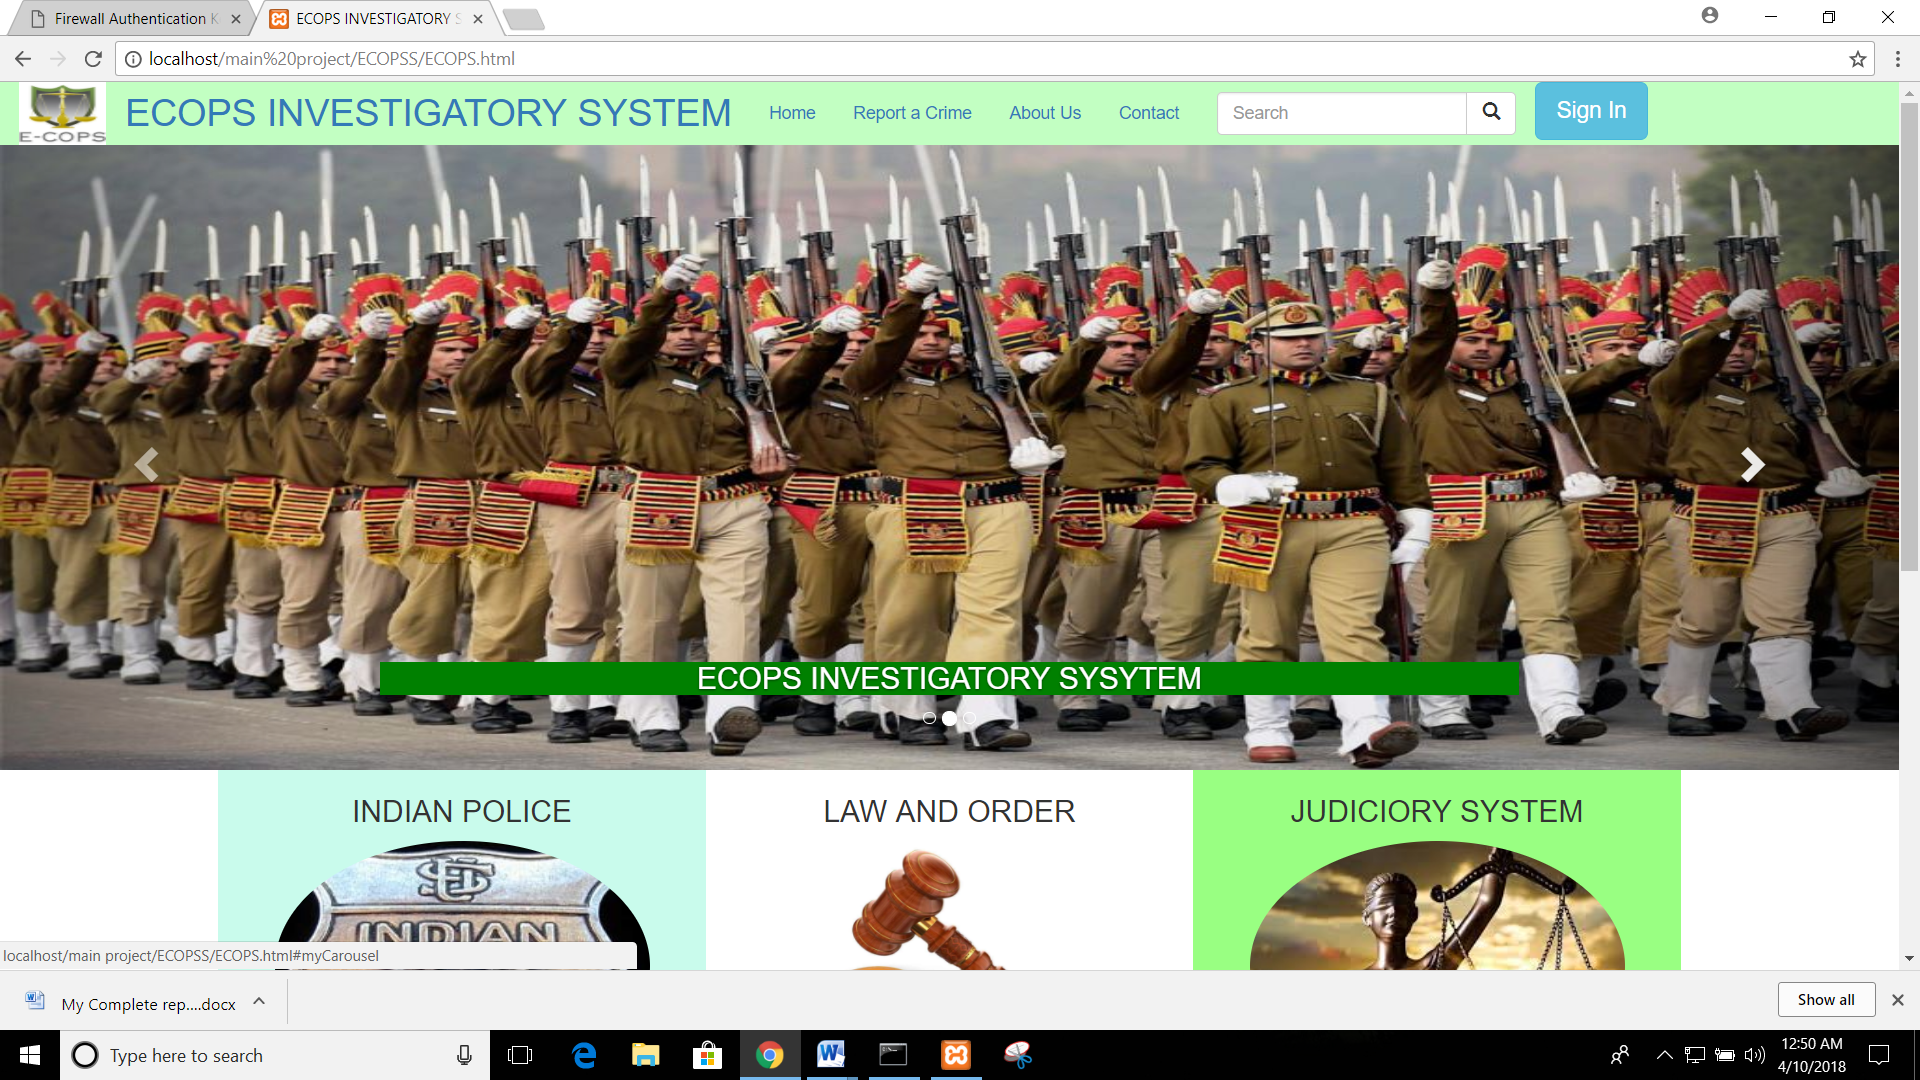 Firewall Authentication K
ECOPS INVESTIGATORY S
localhost/main%20project/ECOPSS/ECOPS.html
E-COPS
ECOPS INVESTIGATORY SYSTEM
Home
Report a Crime
About Us
Contact
Search
Sign In
ECOPS INVESTIGATORY SYSYTEM
INDIAN POLICE
LAW AND ORDER
JUDICIORY SYSTEM
INDIAN
localhost/main project/ECOPSS/ECOPS.html#myCarousel
My Complete rep....docx
Show all
Type here to search
12:50 AM
4/10/2018